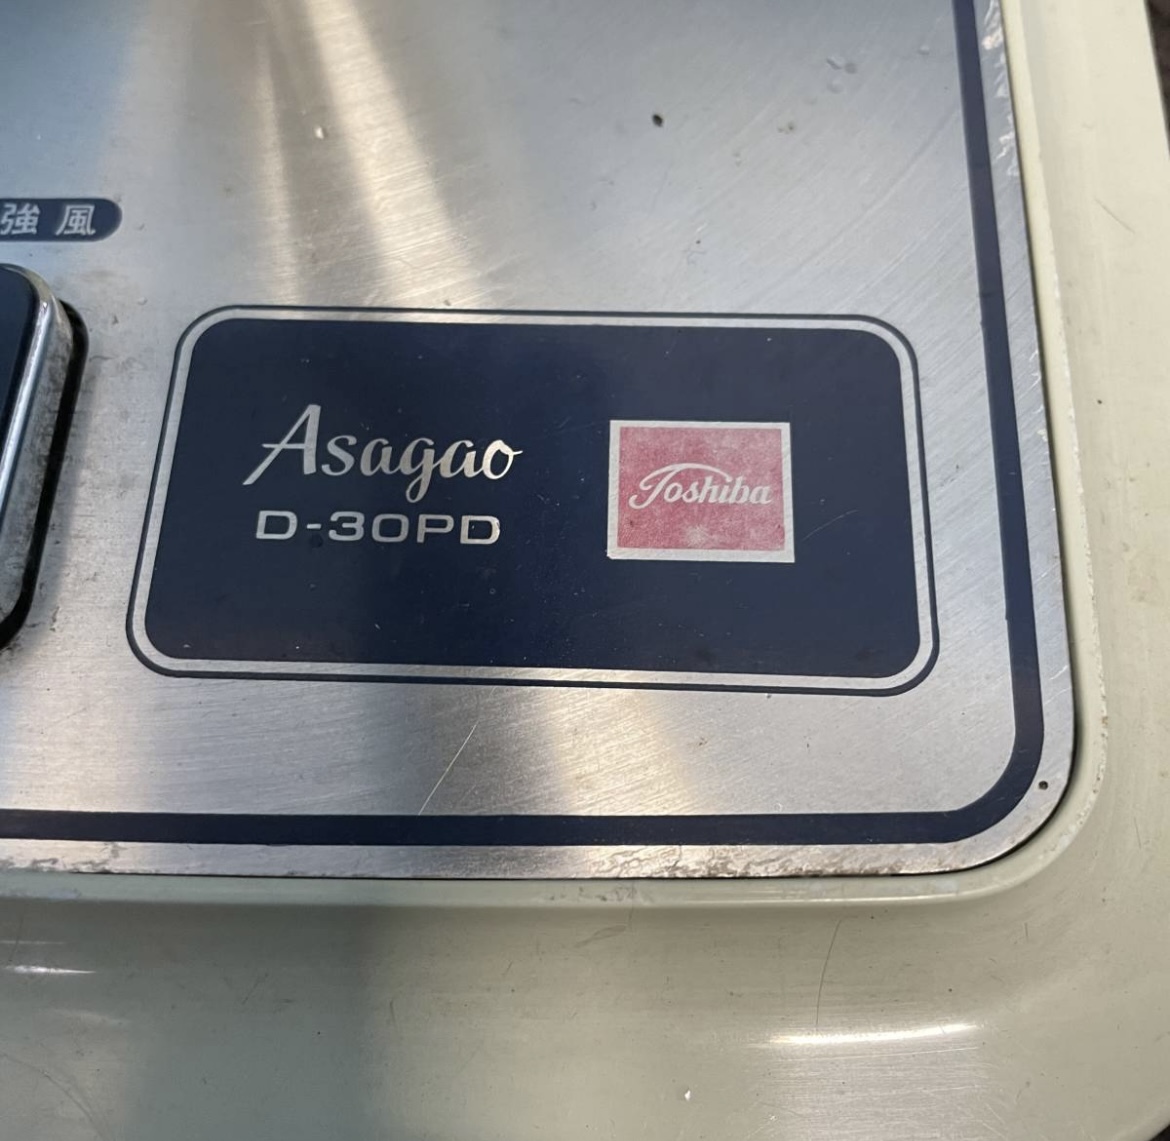 強風
Asagao
D-30PD
Toshiba